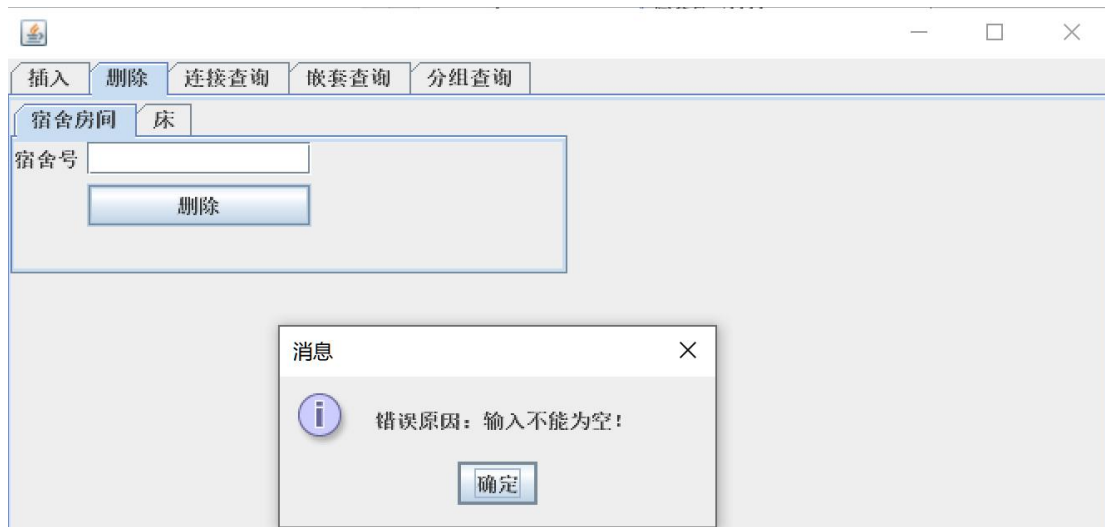 插入 删除 连接查询 嵌套查询 分组查询
宿舍房间 床
宿舍号
删除
消息
错误原因：输入不能为空！
确定